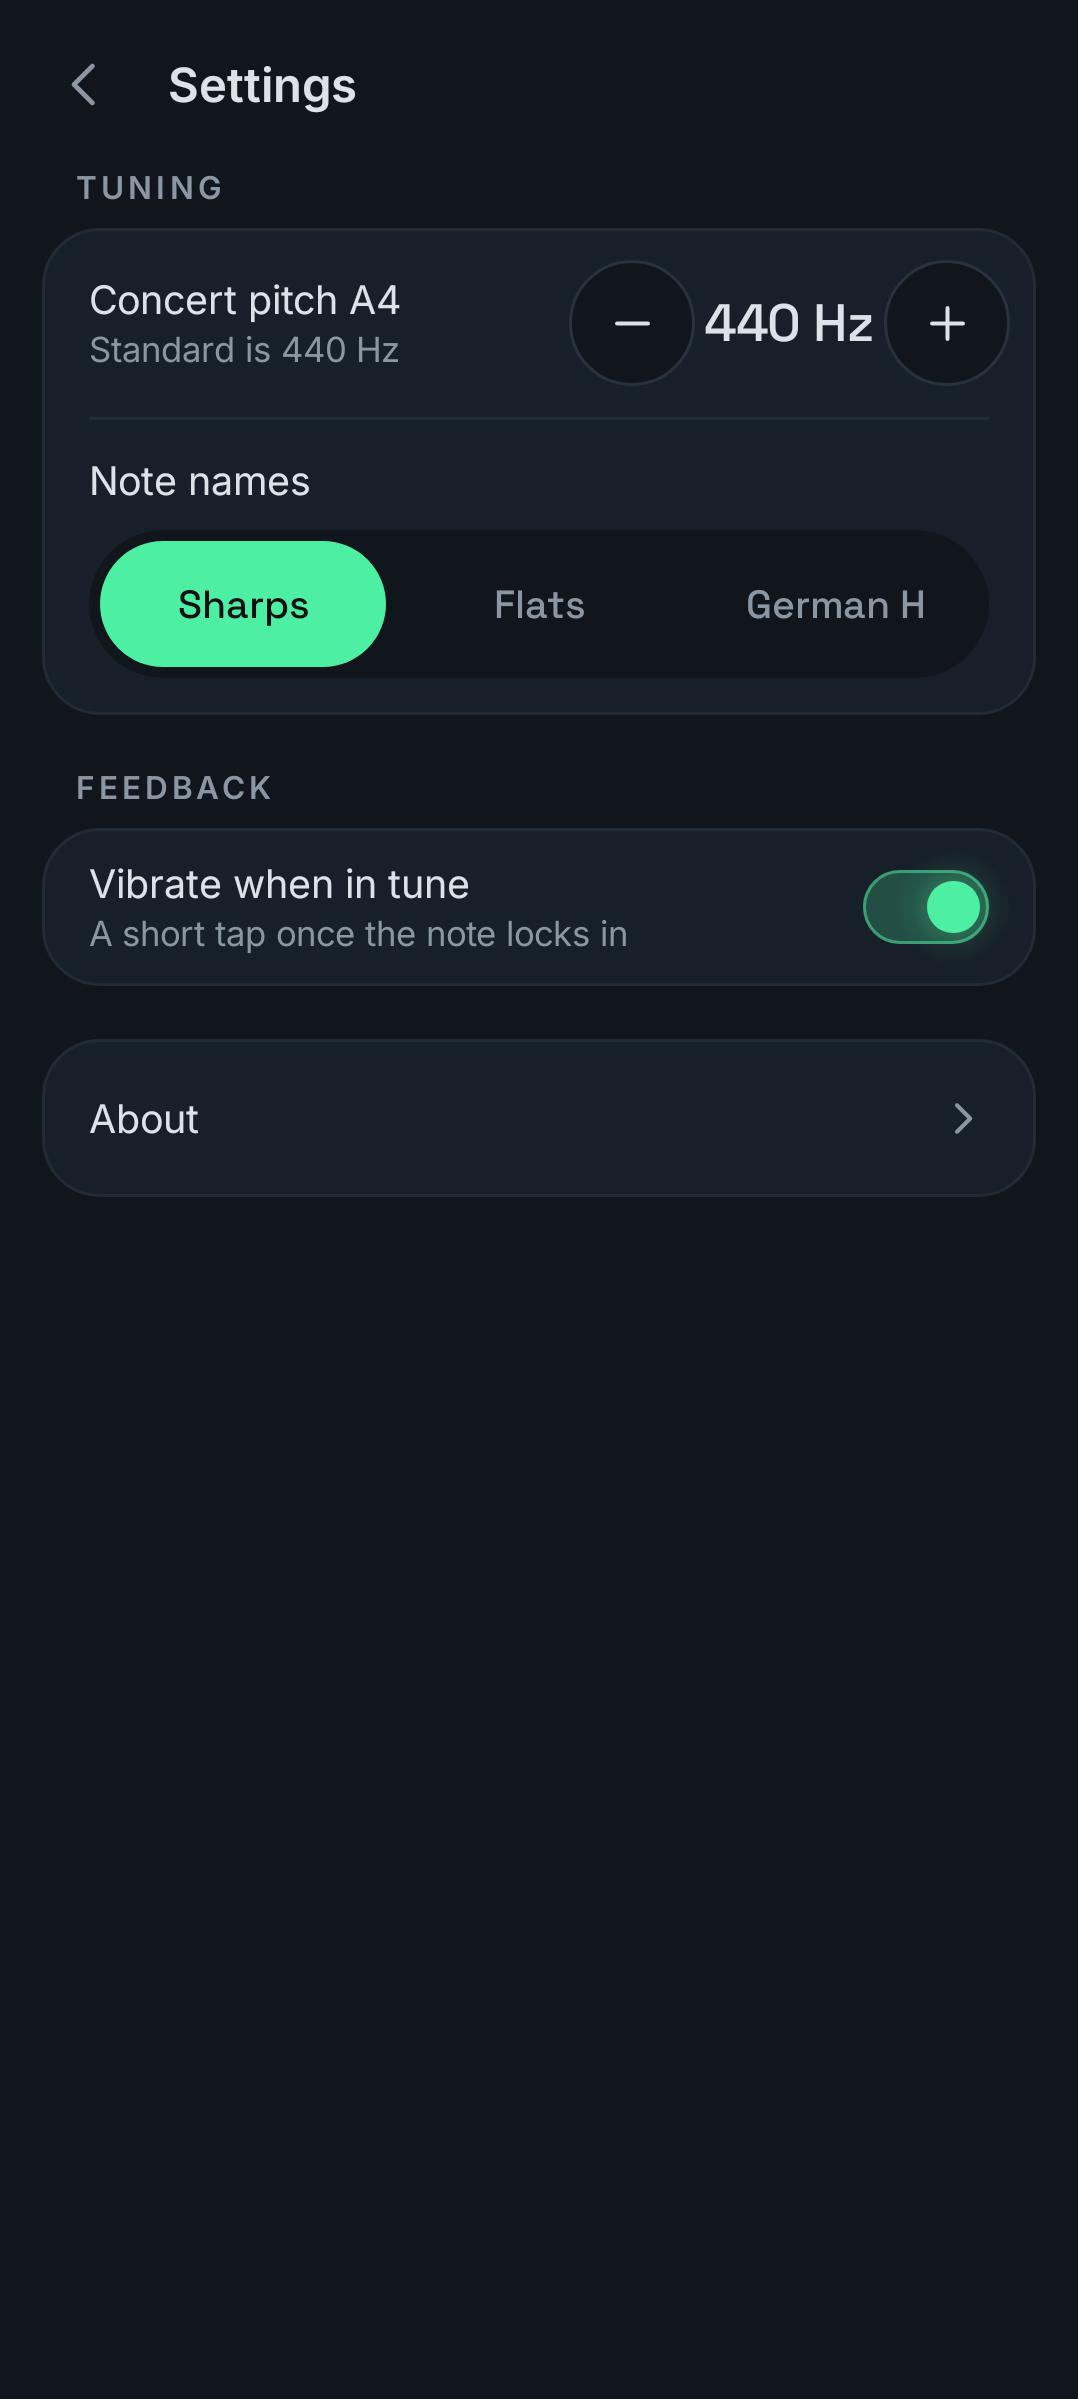 Settings
TUNING
Concert pitch A4
Standard is 440 Hz
440 Hz
Note names
Sharps
Flats
German H
FEEDBACK
Vibrate when in tune
A short tap once the note locks in
About